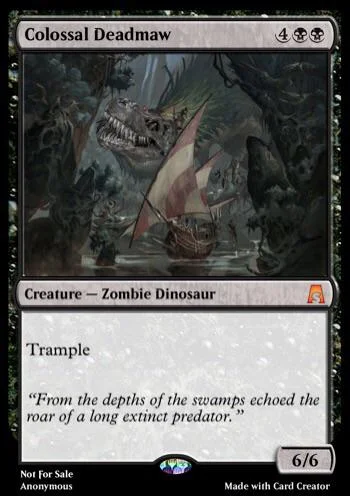 Colossal Deadmaw 4
Creature — Zombie Dinosaur
Trample
“From the depths of the swamps echoed the
roar of a long extinct predator.”
6/6
Not For Sale
Anonymous Made with Card Creator